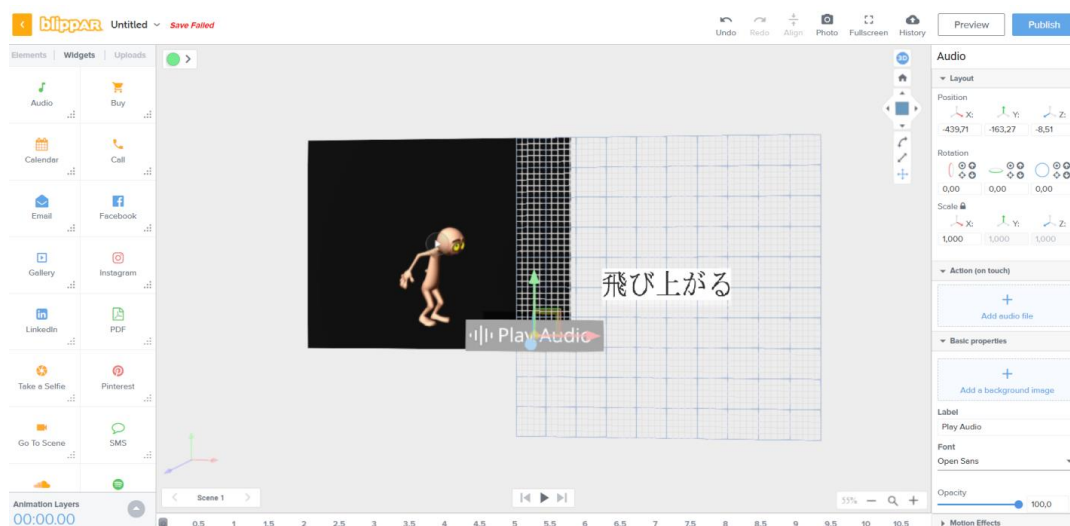 blippAR Untitled Save Failed
Undo Redo Align Photo Fullscreen History Preview Publish
Elements Widgets Uploads
Audio Buy
Calendar Call
Email Facebook
Gallery Instagram
LinkedIn PDF
Take a Selfie Pinterest
Go To Scene SMS
Animation Layers
00:00.00
3D
飛び上がる
Play Audio
Scene 1
55%
0.5 1 1.5 2 2.5 3 3.5 4 4.5 5 5.5 6 6.5 7 7.5 8 8.5 9 9.5 10 10.5
Audio
Layout
Position
X: Y: Z:
-439,71 -163,27 -8,51
Rotation
0,00 0,00 0,00
Scale
X: Y: Z:
1,000 1,000 1,000
Action (on touch)
Add audio file
Basic properties
Add a background image
Label
Play Audio
Font
Open Sans
Opacity
100,0
Motion Effects